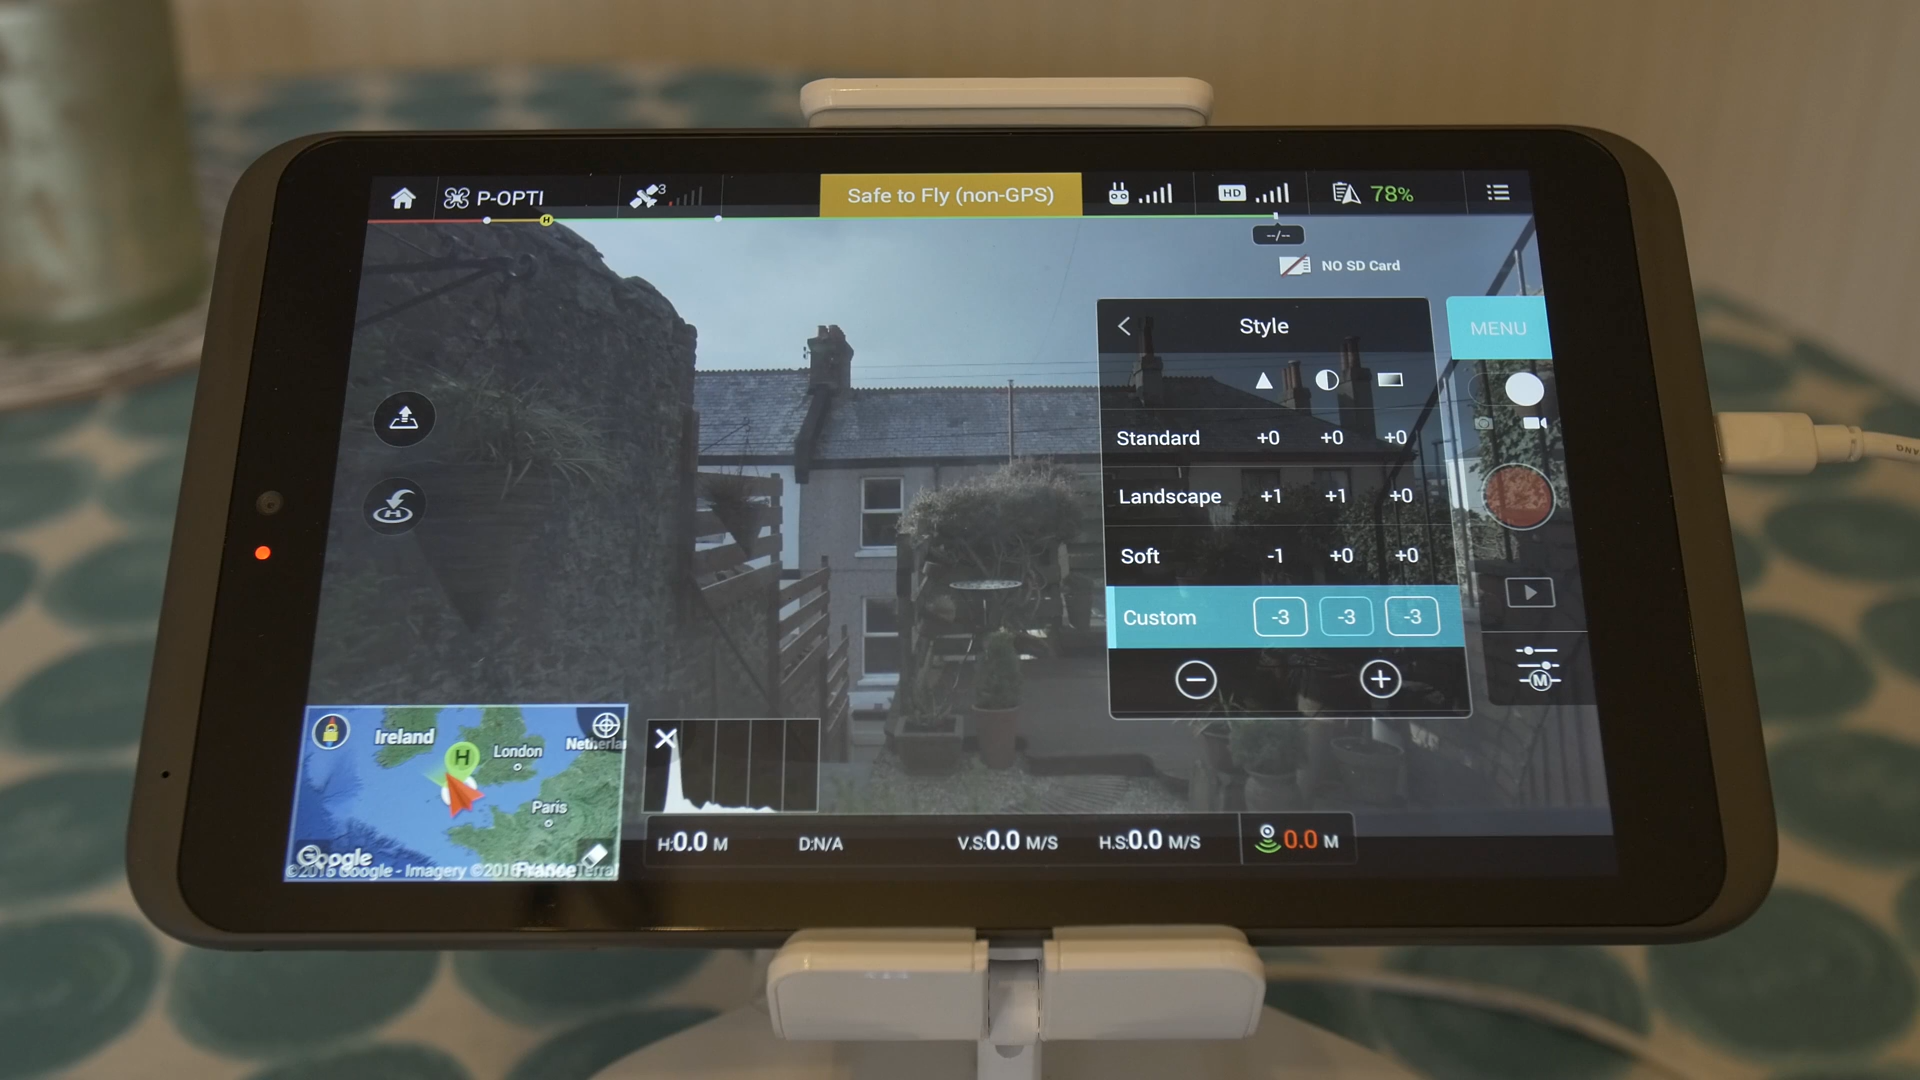 P-OPTI
3
Safe to Fly (non-GPS)
HD
78%
H
--/--
NO SD Card
Style
MENU
Standard +0 +0 +0
Landscape +1 +1 +0
Soft -1 +0 +0
Custom -3 -3 -3
M
Ireland
H
London
Paris
Google
France
H:0.0 M
D:N/A
V.S:0.0 M/S
H.S:0.0 M/S
0.0 M